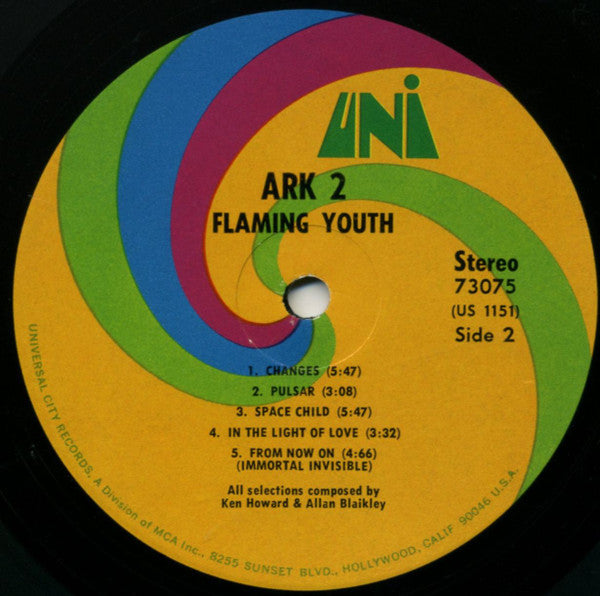 UNI
ARK 2
FLAMING YOUTH
Stereo
73075
(US 1151)
Side 2
1. CHANGES (5:47)
2. PULSAR (3:08)
3. SPACE CHILD (5:47)
4. IN THE LIGHT OF LOVE (3:32)
5. FROM NOW ON (4:66)
(IMMORTAL INVISIBLE)
All selections composed by
Ken Howard & Allan Blaikley
UNIVERSAL CITY RECORDS, A Division of MCA Inc., 8255 SUNSET BLVD., HOLLYWOOD, CALIF 90046 U.S.A.